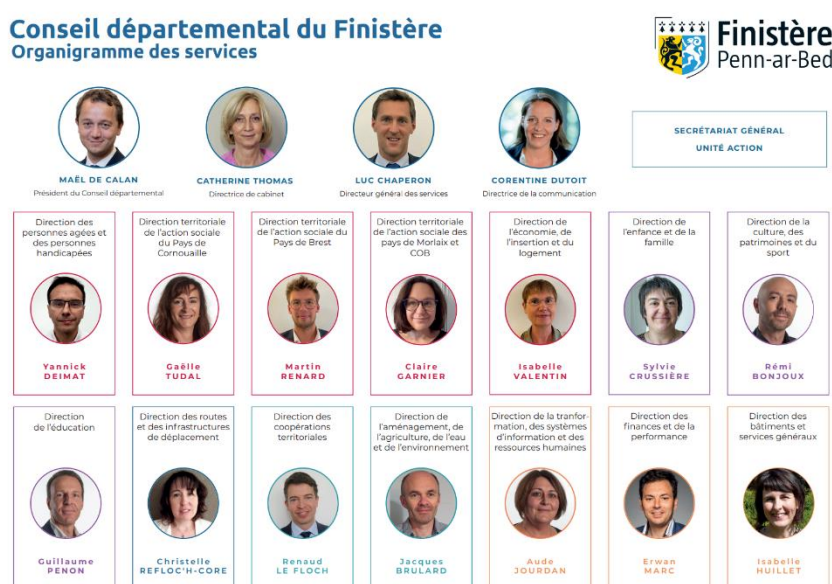 Conseil départemental du Finistère
Organigramme des services
Finistère
Penn-ar-Bed
MAËL DE CALAN
Président du Conseil départemental
CATHERINE THOMAS
Directrice de cabinet
LUC CHAPERON
Directeur général des services
CORENTINE DUTOIT
Directrice de la communication
SECRÉTARIAT GÉNÉRAL
UNITÉ ACTION
Direction des
personnes agées et
des personnes
handicapées
Yannick
DEIMAT
Direction territoriale
de l'action sociale
du Pays de
Cornouaille
Gaëlle
TUDAL
Direction territoriale
de l'action sociale du
Pays de Brest
Martin
RENARD
Direction territoriale
de l'action sociale des
pays de Morlaix et
COB
Claire
GARNIER
Direction de
l'économie, de
l'insertion et du
logement
Isabelle
VALENTIN
Direction de
l'enfance et de la
famille
Sylvie
CRUSSIÈRE
Direction de la
culture, des
patrimoines et du
sport
Rémi
BONJOUX
Direction
de l'éducation
Guillaume
PENON
Direction des routes
et des infrastructures
de déplacement
Christelle
REFLOC'H-CORE
Direction des
coopérations
territoriales
Renaud
LE FLOCH
Direction de
l'aménagement, de
l'agriculture, de l'eau
et de l'environnement
Jacques
BRULARD
Direction de la tranfor-
mation, des systèmes
d'information et des
ressources humaines
Aude
JOURDAN
Direction des
finances et de la
performance
Erwan
MARC
Direction des
bâtiments et
services généraux
Isabelle
HUILLET